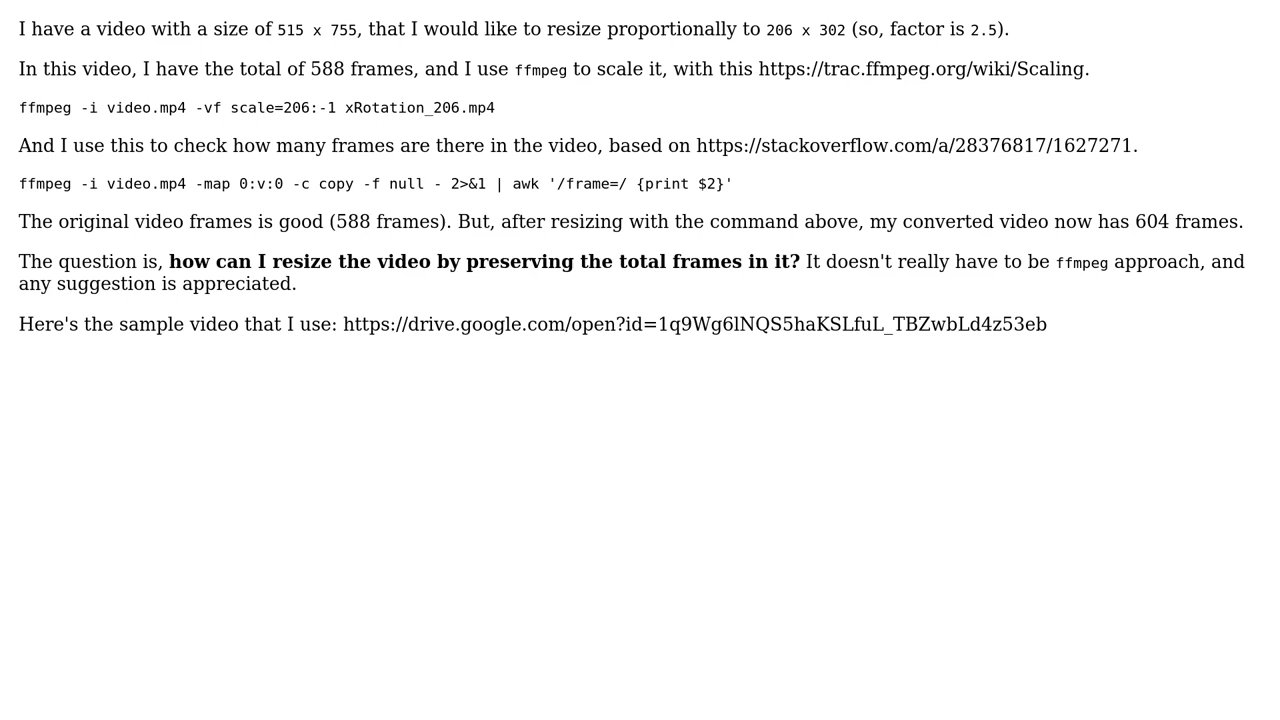 I have a video with a size of 515 x 755, that I would like to resize proportionally to 206 x 302 (so, factor is 2.5).
In this video, I have the total of 588 frames, and I use ffmpeg to scale it, with this https://trac.ffmpeg.org/wiki/Scaling.
ffmpeg -i video.mp4 -vf scale=206:-1 xRotation_206.mp4
And I use this to check how many frames are there in the video, based on https://stackoverflow.com/a/28376817/1627271.
ffmpeg -i video.mp4 -map 0:v:0 -c copy -f null - 2>&1 | awk '/frame=/ {print $2}'
The original video frames is good (588 frames). But, after resizing with the command above, my converted video now has 604 frames.
The question is, how can I resize the video by preserving the total frames in it? It doesn't really have to be ffmpeg approach, and
any suggestion is appreciated.
Here's the sample video that I use: https://drive.google.com/open?id=1q9Wg6lNQS5haKSLfuL_TBZwbLd4z53eb